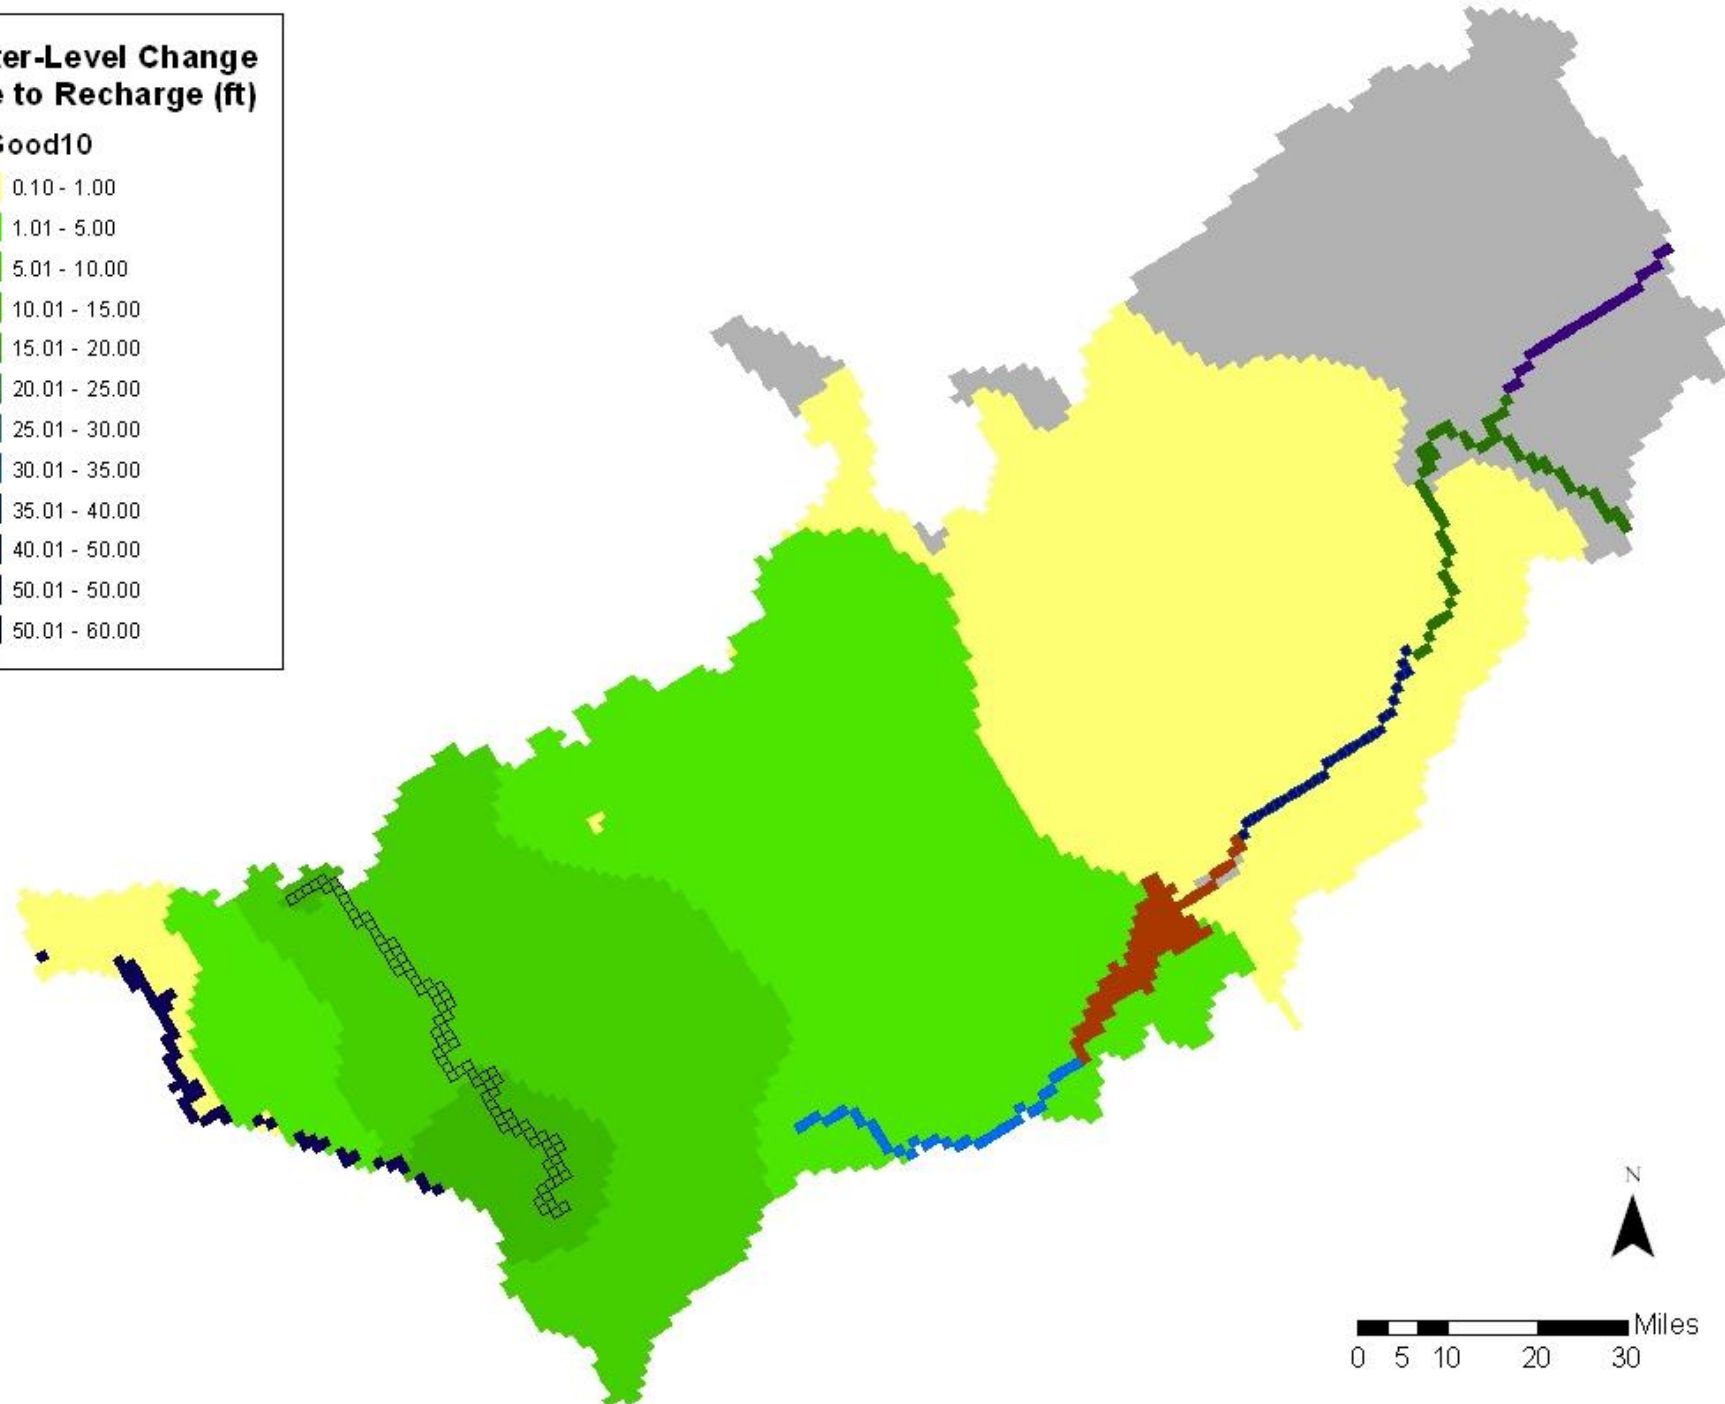 ter-Level Change
e to Recharge (ft)
Good10
0.10 - 1.00
1.01 - 5.00
5.01 - 10.00
10.01 - 15.00
15.01 - 20.00
20.01 - 25.00
25.01 - 30.00
30.01 - 35.00
35.01 - 40.00
40.01 - 50.00
50.01 - 50.00
50.01 - 60.00
N
Miles
0 5 10 20 30